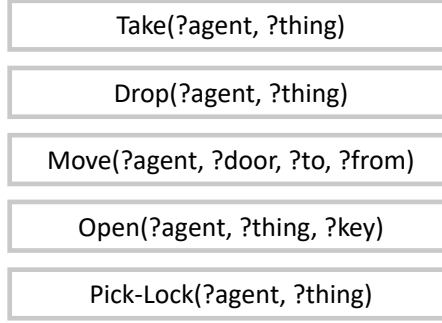 Take(?agent, ?thing)
Drop(?agent, ?thing)
Move(?agent, ?door, ?to, ?from)
Open(?agent, ?thing, ?key)
Pick-Lock(?agent, ?thing)